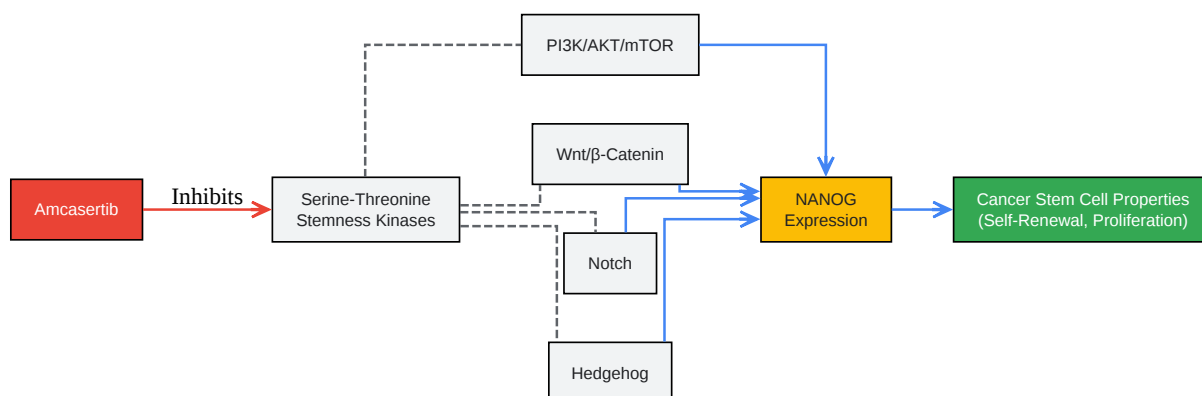 PI3K/AKT/mTOR
Wnt/β-Catenin
Amcasertib
Inhibits
Serine-Threonine
Stemness Kinases
NANOG
Expression
Cancer Stem Cell Properties
(Self-Renewal, Proliferation)
Notch
Hedgehog